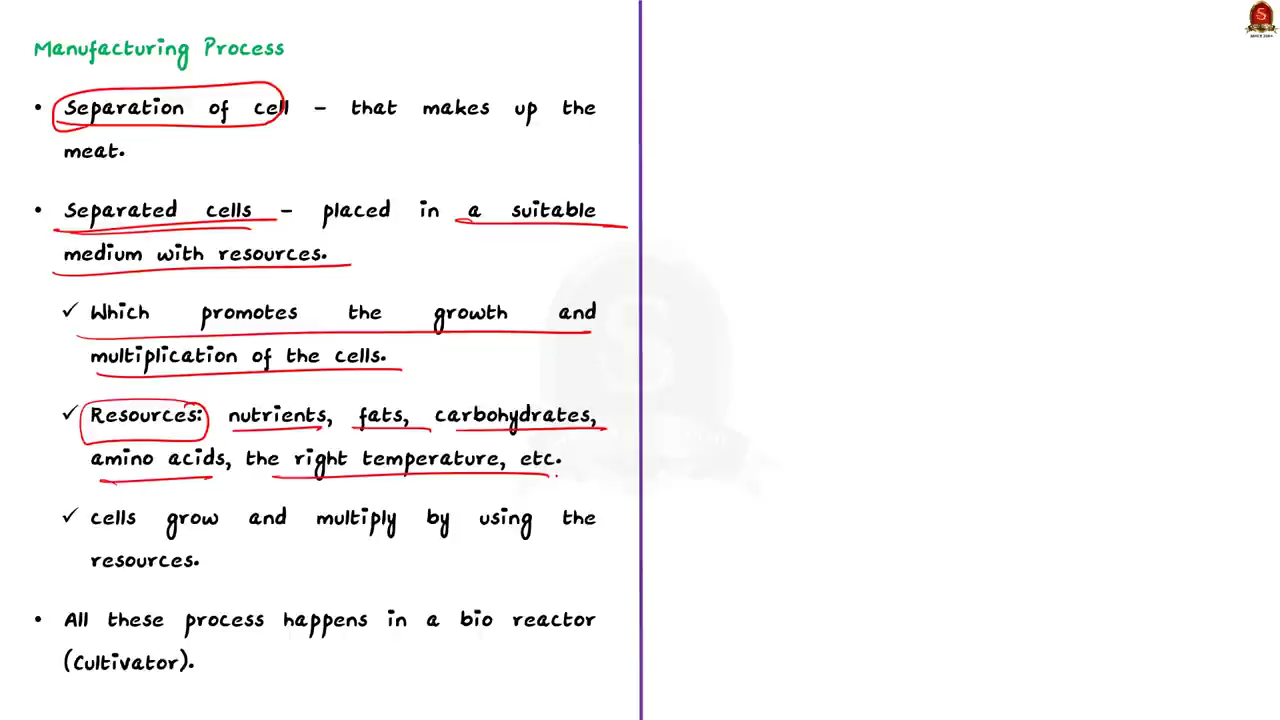 Manufacturing Process
• Separation of cell – that makes up the
meat.
• Separated cells – placed in a suitable
medium with resources.
✓ Which promotes the growth and
multiplication of the cells.
✓ Resources: nutrients, fats, carbohydrates,
amino acids, the right temperature, etc.
✓ cells grow and multiply by using the
resources.
• All these process happens in a bio reactor
(Cultivator).